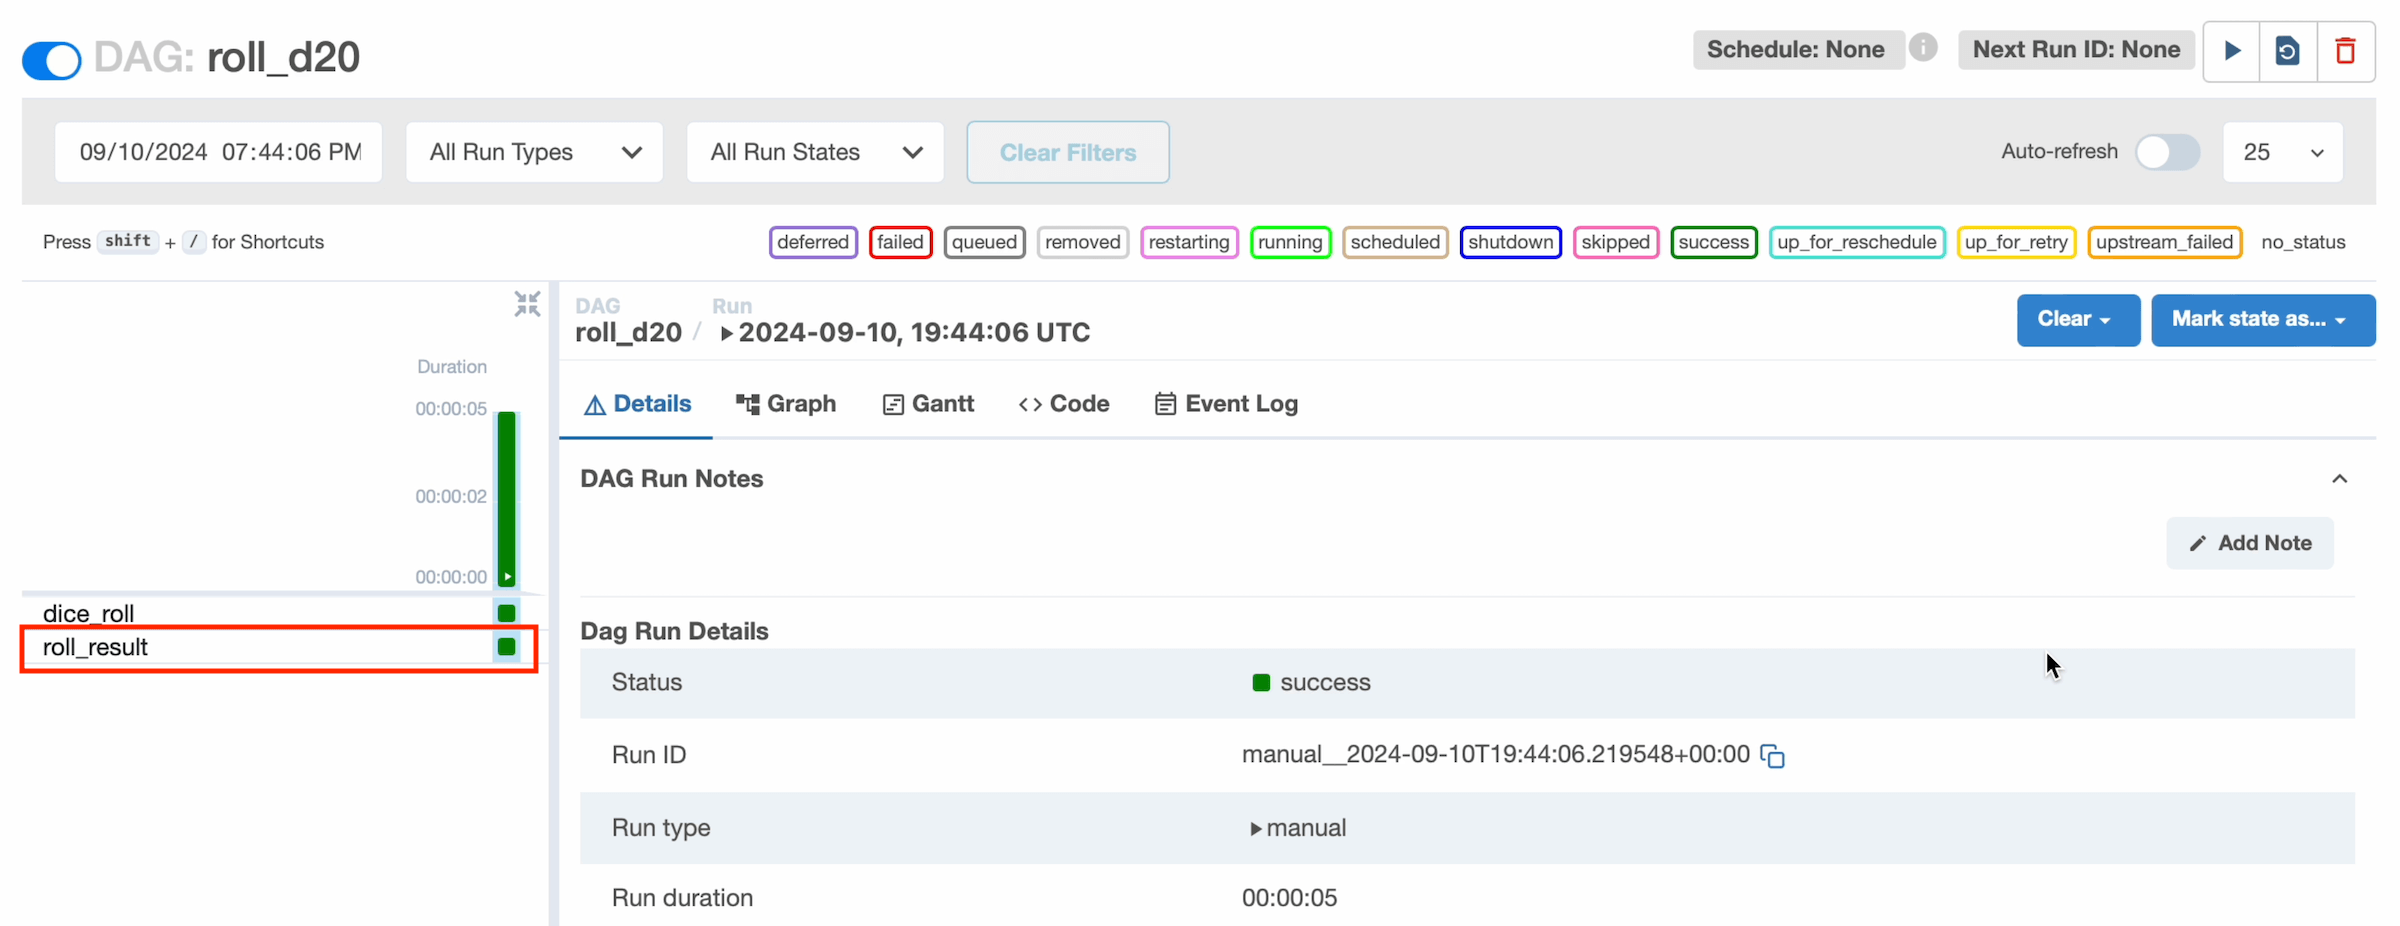 DAG: roll_d20
Schedule: None
Next Run ID: None
09/10/2024 07:44:06 PM
All Run Types
All Run States
Clear Filters
Auto-refresh
25
Press shift + / for Shortcuts
deferred
failed
queued
removed
restarting
running
scheduled
shutdown
skipped
success
up_for_reschedule
up_for_retry
upstream_failed
no_status
Duration
00:00:05
00:00:02
00:00:00
dice_roll
roll_result
DAG
Run
roll_d20 / 2024-09-10, 19:44:06 UTC
Clear
Mark state as...
Details
Graph
Gantt
Code
Event Log
DAG Run Notes
Add Note
Dag Run Details
Status
success
Run ID
manual__2024-09-10T19:44:06.219548+00:00
Run type
manual
Run duration
00:00:05